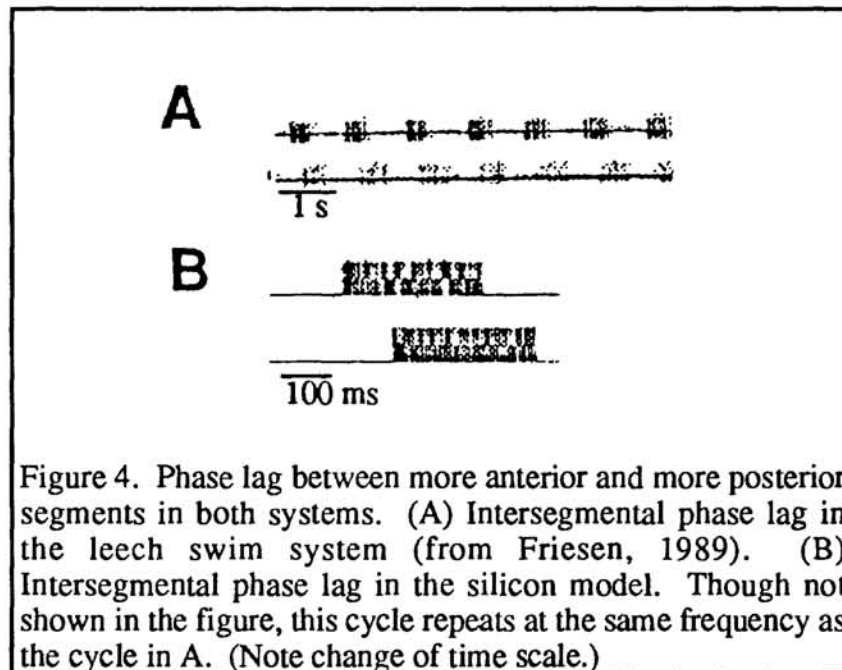 A
1 s
B
100 ms
Figure 4. Phase lag between more anterior and more posterior
segments in both systems. (A) Intersegmental phase lag in
the leech swim system (from Friesen, 1989). (B)
Intersegmental phase lag in the silicon model. Though not
shown in the figure, this cycle repeats at the same frequency as
the cycle in A. (Note change of time scale.)